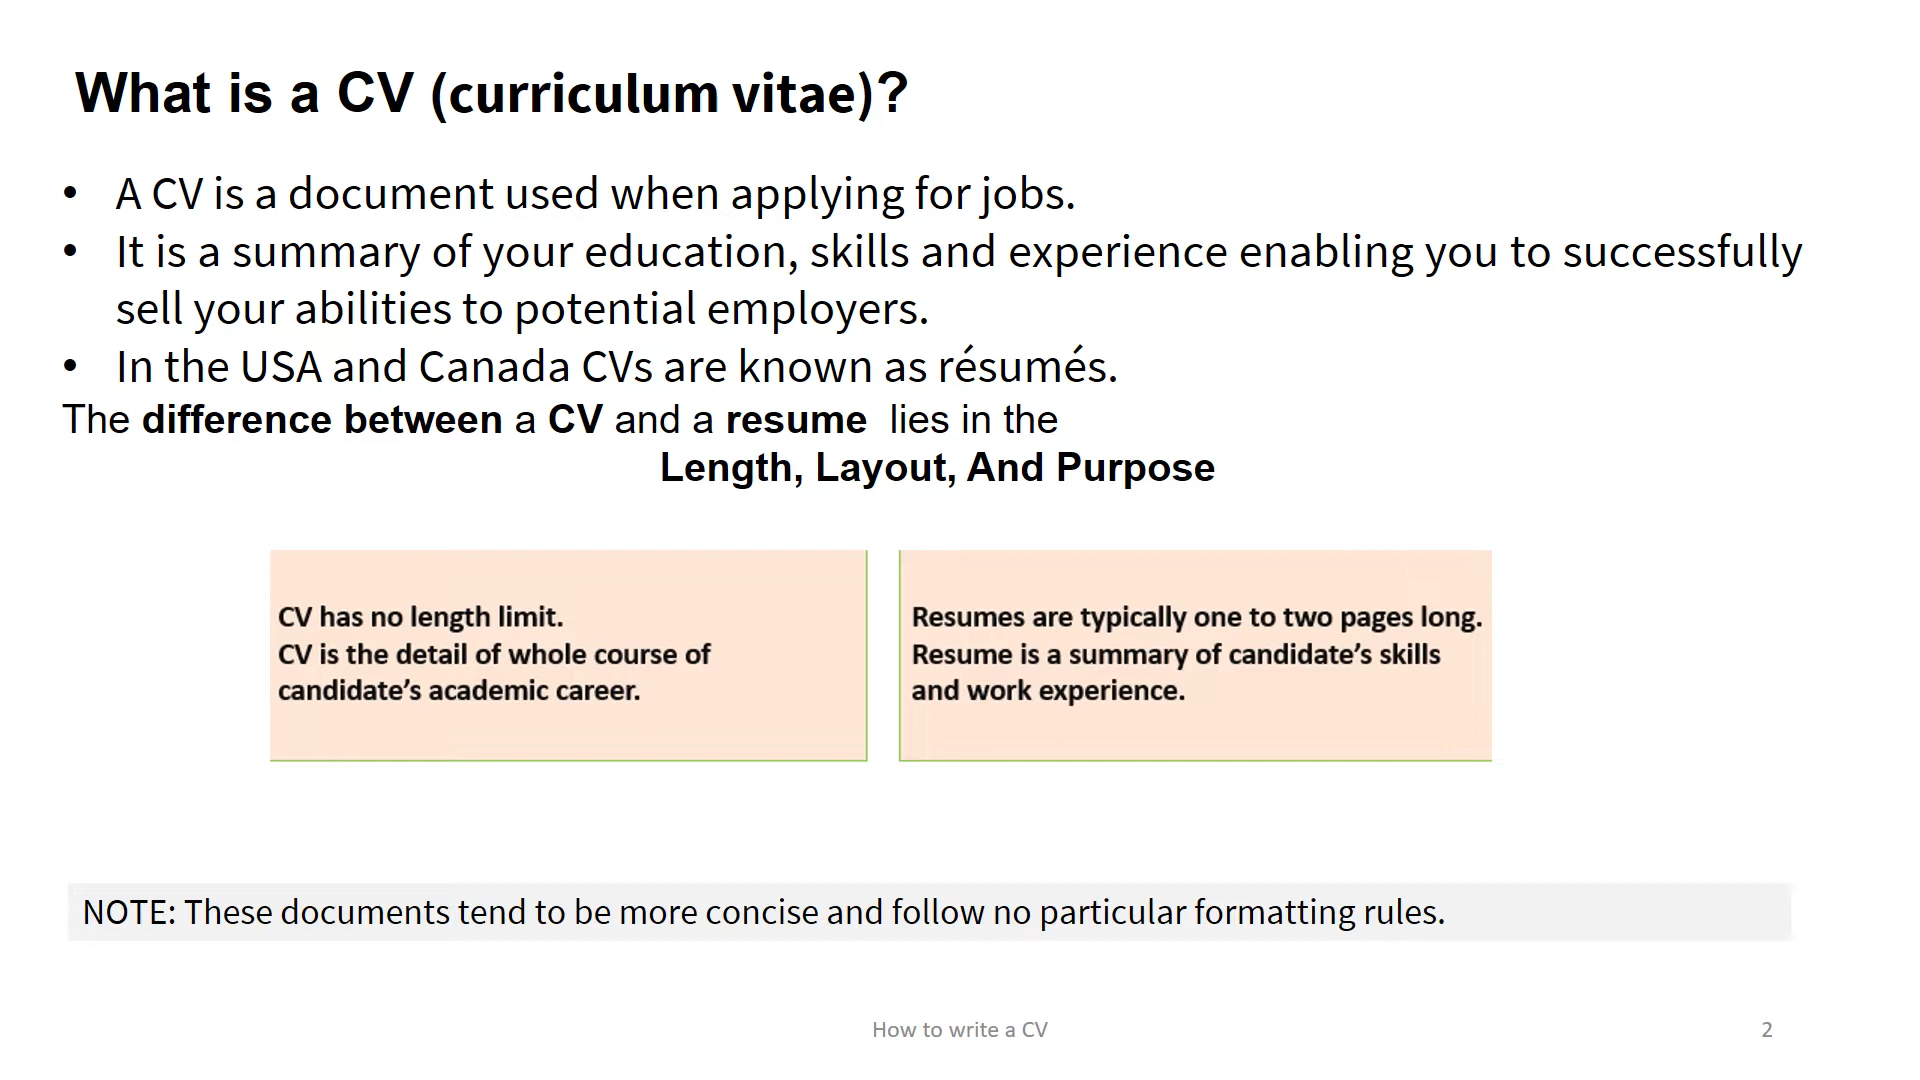 What is a CV (curriculum vitae)?
• A CV is a document used when applying for jobs.
• It is a summary of your education, skills and experience enabling you to successfully
sell your abilities to potential employers.
• In the USA and Canada CVs are known as résumés.
The difference between a CV and a resume lies in the
Length, Layout, And Purpose
CV has no length limit.
CV is the detail of whole course of
candidate’s academic career.
Resumes are typically one to two pages long.
Resume is a summary of candidate’s skills
and work experience.
NOTE: These documents tend to be more concise and follow no particular formatting rules.
How to write a CV
2